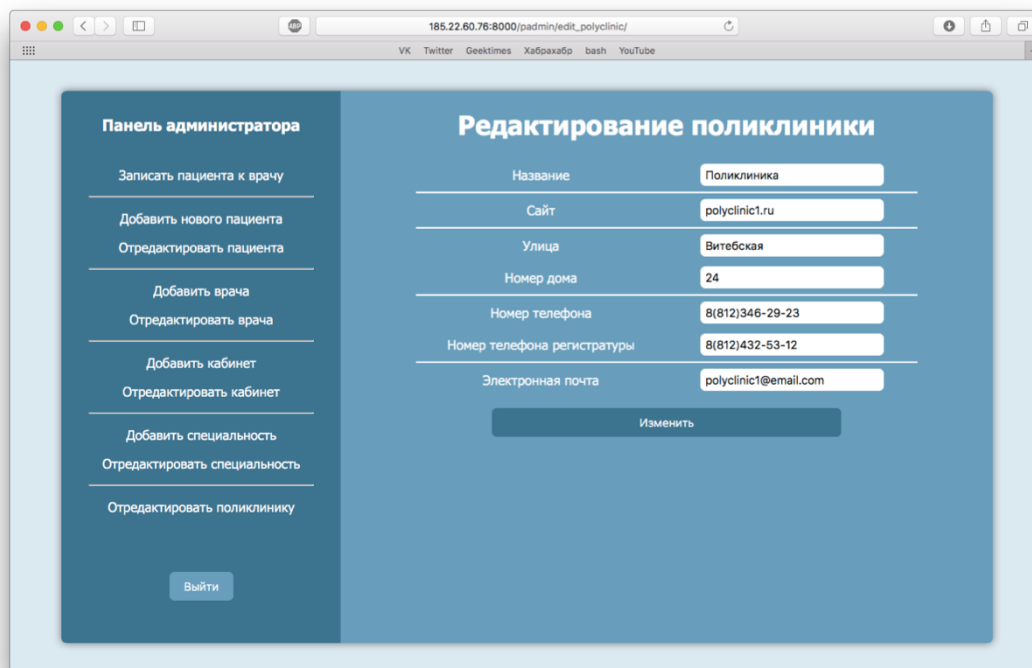 ABP
185.22.60.76:8000/padmin/edit_polyclinic/
VK Twitter Geektimes Хабрахабр bash YouTube
Панель администратора
Записать пациента к врачу
Добавить нового пациента
Отредактировать пациента
Добавить врача
Отредактировать врача
Добавить кабинет
Отредактировать кабинет
Добавить специальность
Отредактировать специальность
Отредактировать поликлинику
Выйти
Редактирование поликлиники
Название Поликлиника
Сайт polyclinic1.ru
Улица Витебская
Номер дома 24
Номер телефона 8(812)346-29-23
Номер телефона регистратуры 8(812)432-53-12
Электронная почта polyclinic1@email.com
Изменить